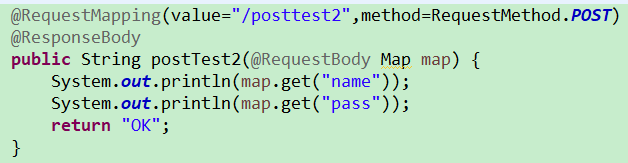 @RequestMapping(value="/posttest2",method=RequestMethod.POST)
@ResponseBody
public String postTest2(@RequestBody Map map) {
    System.out.println(map.get("name"));
    System.out.println(map.get("pass"));
    return "OK";
}